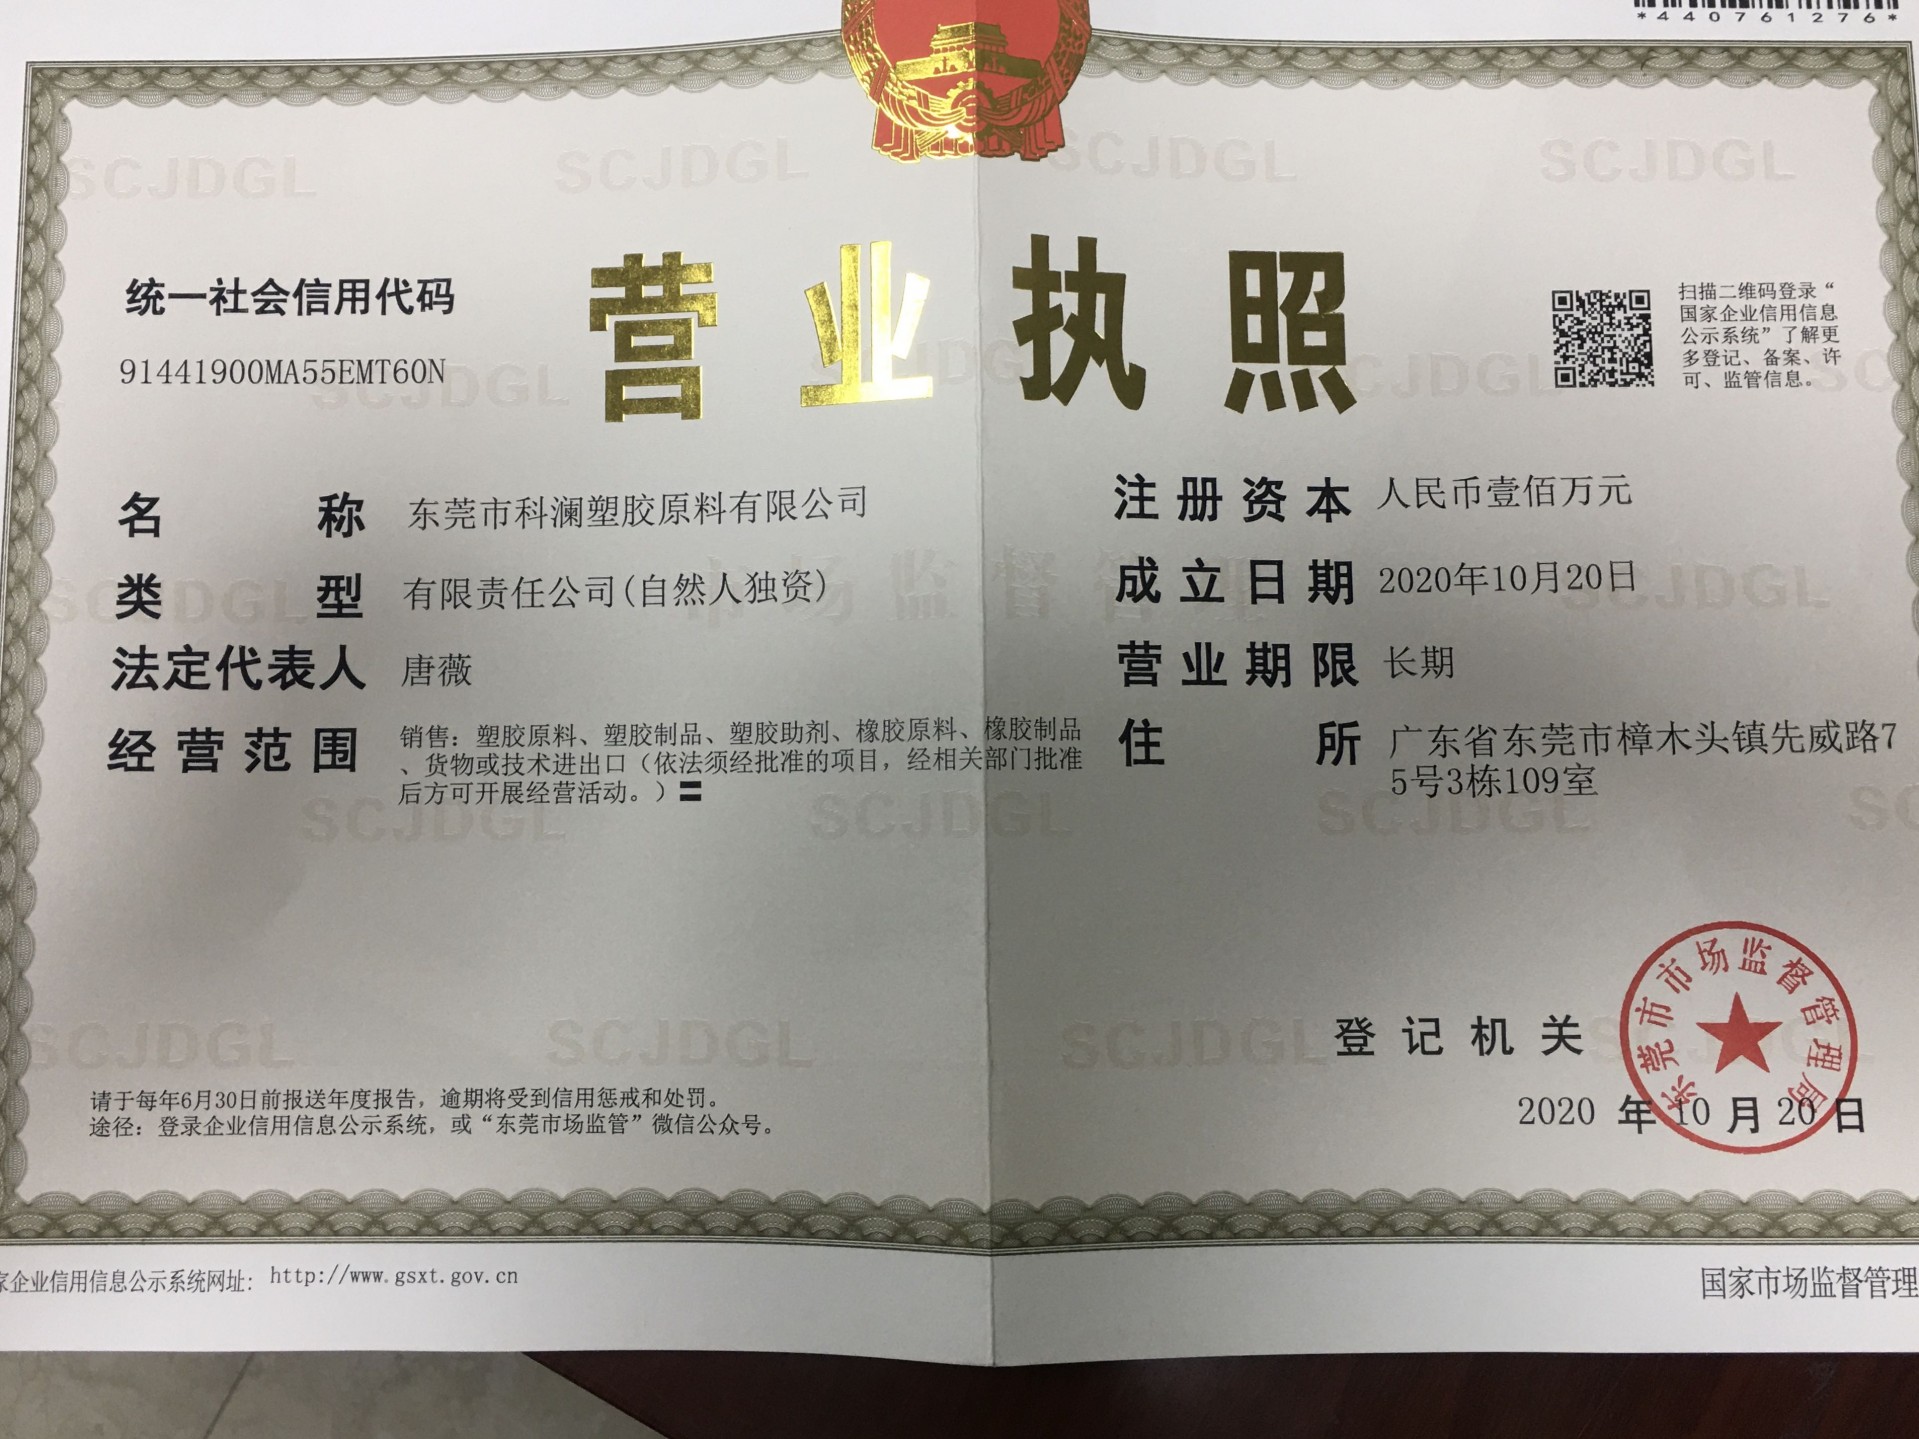 *440761276*
统一社会信用代码
91441900MA55EMT60N
营业执照
扫描二维码登录“
国家企业信用信息
公示系统”了解更
多登记、备案、许
可、监管信息。
名称 东莞市科澜塑胶原料有限公司
类型 有限责任公司(自然人独资)
法定代表人 唐薇
经营范围 销售：塑胶原料、塑胶制品、塑胶助剂、橡胶原料、橡胶制品
、货物或技术进出口（依法须经批准的项目，经相关部门批准
后方可开展经营活动。）〓
注册资本 人民币壹佰万元
成立日期 2020年10月20日
营业期限 长期
住所 广东省东莞市樟木头镇先威路7
5号3栋109室
登记机关
东莞市市场监督管理局
2020 年 10 月 20 日
请于每年6月30日前报送年度报告，逾期将受到信用惩戒和处罚。
途径：登录企业信用信息公示系统，或“东莞市场监管”微信公众号。
家企业信用信息公示系统网址： http://www.gsxt.gov.cn
国家市场监督管理
SCJDGL
市场监督管理